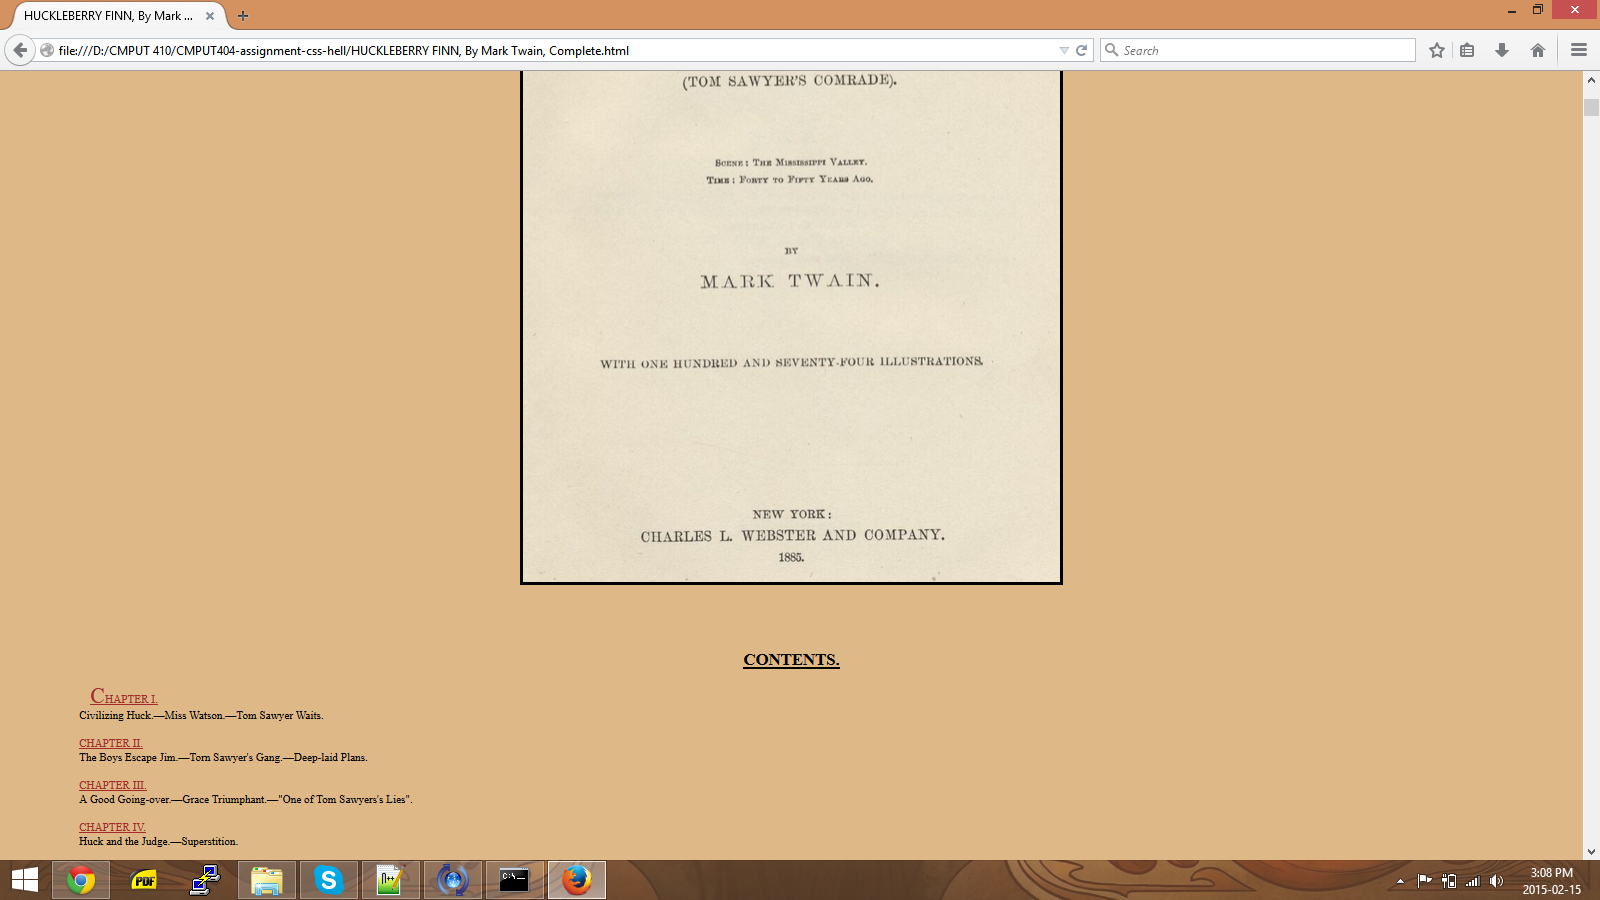 HUCKLEBERRY FINN, By Mark ...
file:///D:/CMPUT 410/CMPUT404-assignment-css-hell/HUCKLEBERRY FINN, By Mark Twain, Complete.html
Search
(TOM SAWYER'S COMRADE).
SCENE: THE MISSISSIPPI VALLEY.
TIME: FORTY TO FIFTY YEARS AGO.
BY
MARK TWAIN.
WITH ONE HUNDRED AND SEVENTY-FOUR ILLUSTRATIONS.
NEW YORK:
CHARLES L. WEBSTER AND COMPANY.
1885.
CONTENTS.
CHAPTER I.
Civilizing Huck.—Miss Watson.—Tom Sawyer Waits.
CHAPTER II.
The Boys Escape Jim.—Torn Sawyer's Gang.—Deep-laid Plans.
CHAPTER III.
A Good Going-over.—Grace Triumphant.—"One of Tom Sawyers's Lies".
CHAPTER IV.
Huck and the Judge.—Superstition.
PDF
C:\.
3:08 PM
2015-02-15